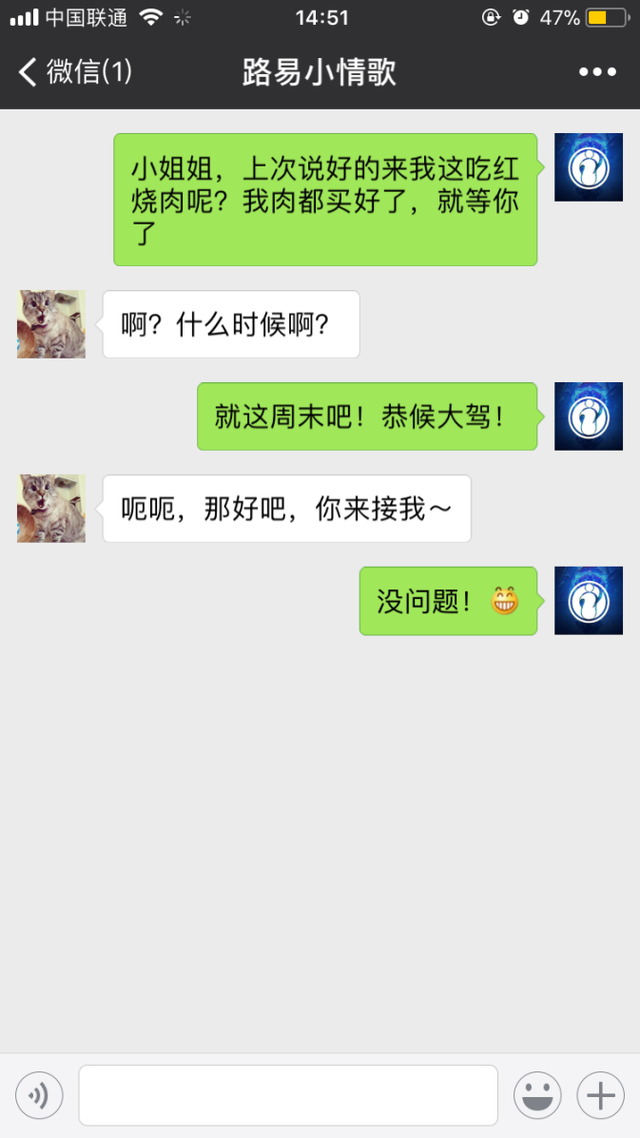 中国联通
14:51
47%
微信(1)
路易小情歌
小姐姐，上次说好的来我这吃红
烧肉呢？我肉都买好了，就等你
了
啊？什么时候啊？
就这周末吧！恭候大驾！
呃呃，那好吧，你来接我～
没问题！😁